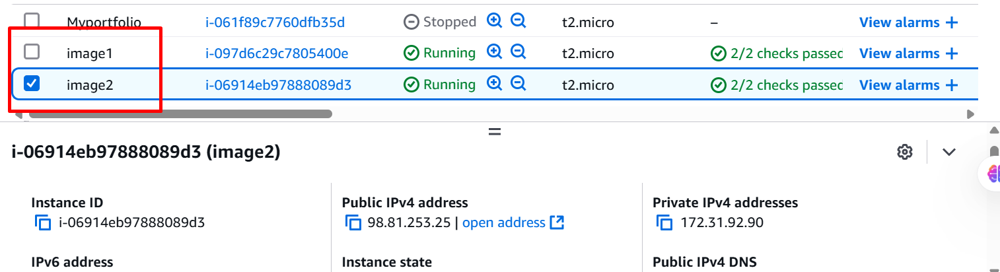 Myportfolio i-061f89c7760dfb35d Stopped t2.micro – View alarms +
image1 i-097d6c29c7805400e Running t2.micro 2/2 checks passec View alarms +
image2 i-06914eb97888089d3 Running t2.micro 2/2 checks passec View alarms +
i-06914eb97888089d3 (image2)
Instance ID Public IPv4 address Private IPv4 addresses
i-06914eb97888089d3 98.81.253.25 | open address 172.31.92.90
IPv6 address Instance state Public IPv4 DNS